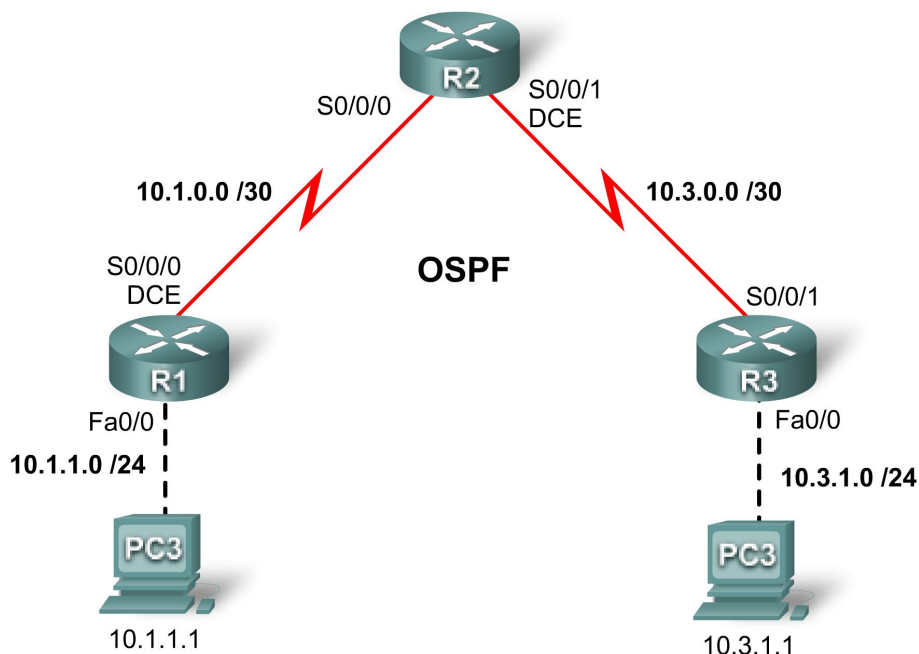 R2
S0/0/0
S0/0/1
DCE
10.1.0.0 /30
10.3.0.0 /30
OSPF
S0/0/0
DCE
S0/0/1
R1
R3
Fa0/0
Fa0/0
10.1.1.0 /24
10.3.1.0 /24
PC3
PC3
10.1.1.1
10.3.1.1